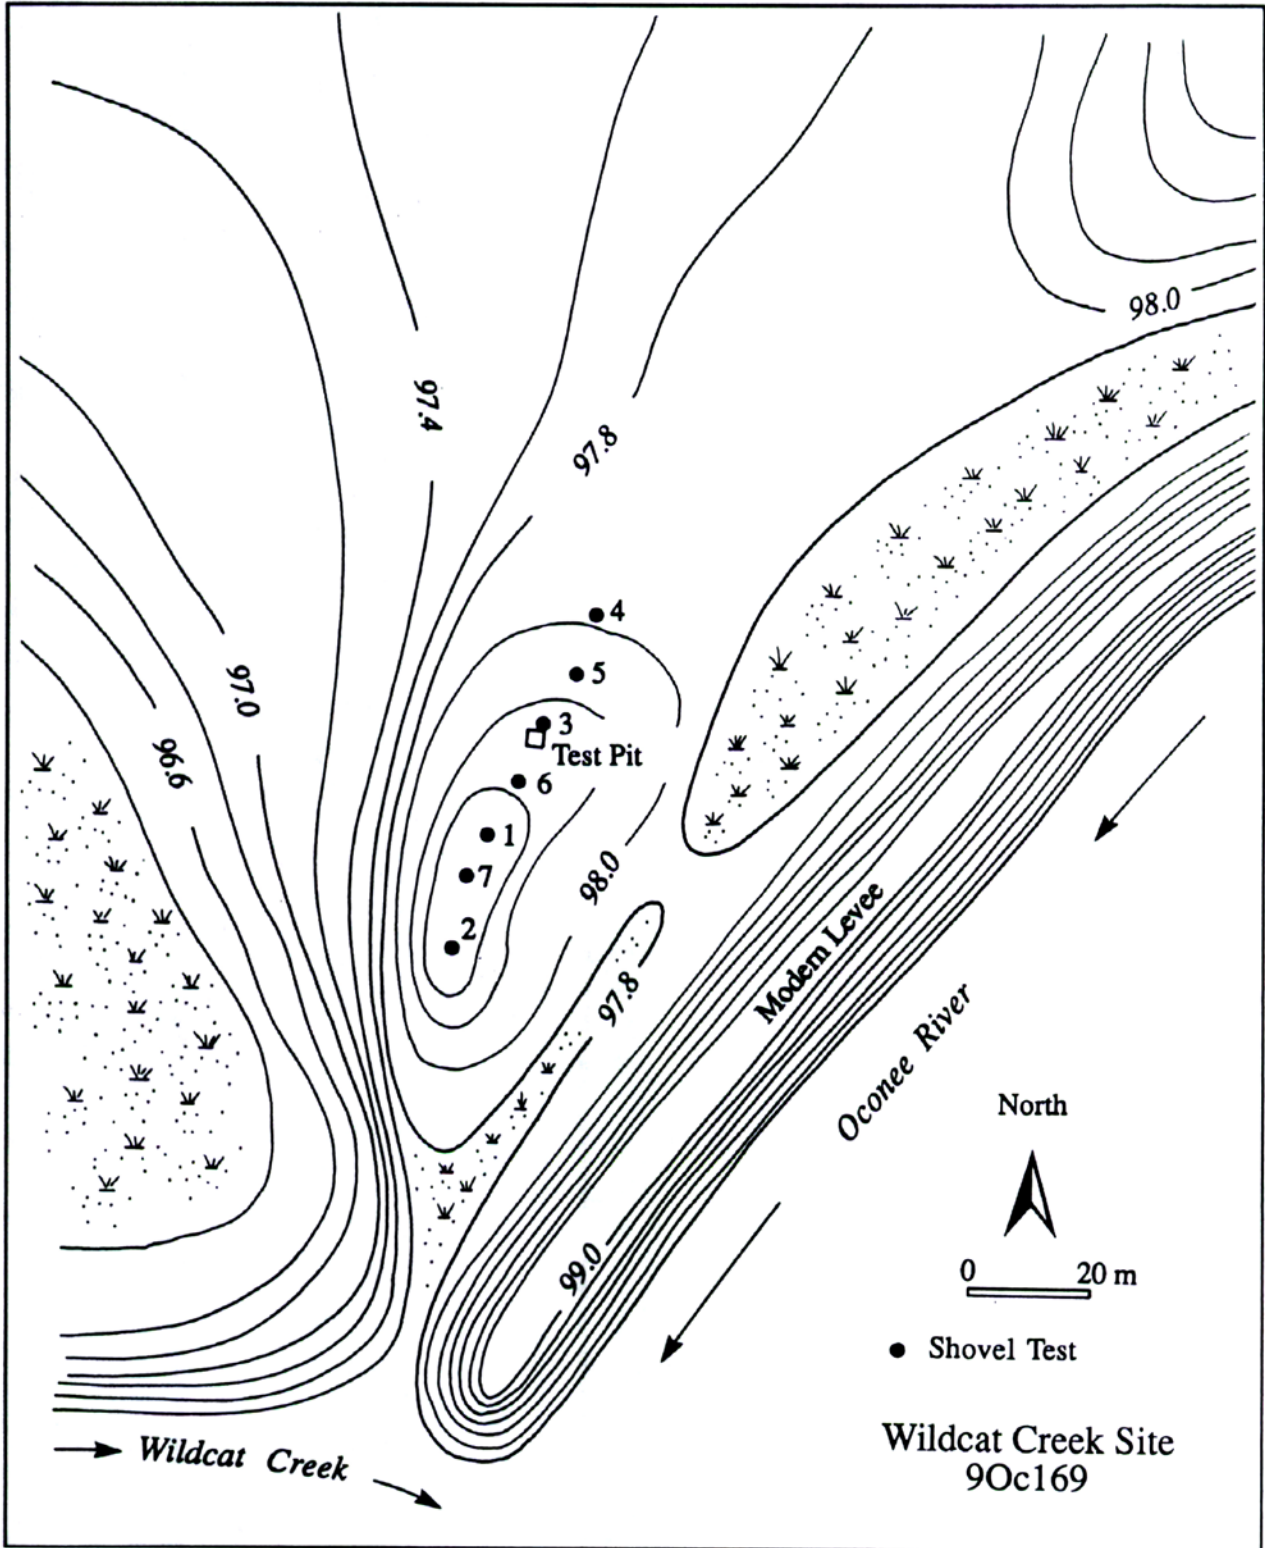 98.0
97.4
97.8
4
5
3
Test Pit
97.0
96.6
6
1
7
2
98.0
97.8
Modern Levee
Oconee River
North
0 20 m
99.0
Shovel Test
Wildcat Creek Site
9Oc169
Wildcat Creek